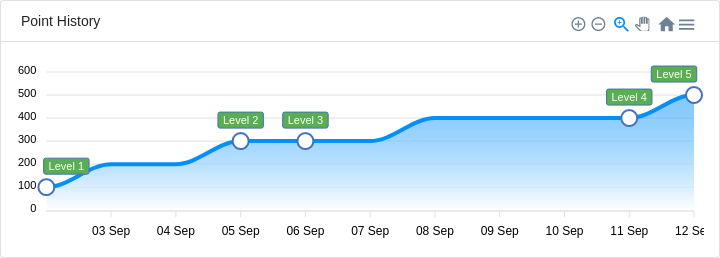 Point History
600
500
400
300
200
100
0
Level 1
Level 2
Level 3
Level 4
Level 5
03 Sep
04 Sep
05 Sep
06 Sep
07 Sep
08 Sep
09 Sep
10 Sep
11 Sep
12 Se